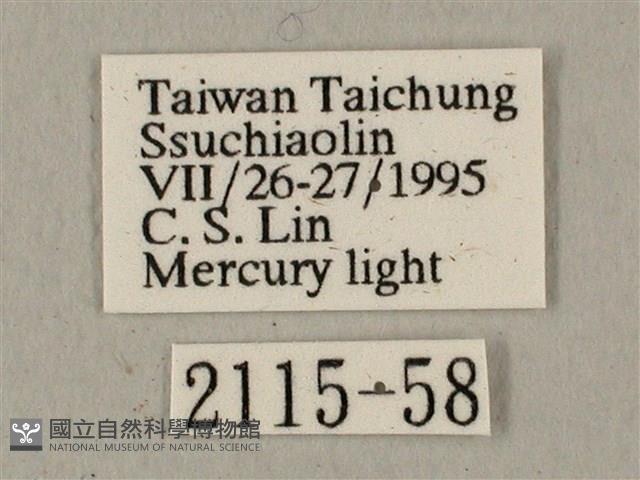 Taiwan Taichung
Ssuchiaolin
VII/26-27/1995
C. S. Lin
Mercury light
2115-58
國立自然科學博物館
NATIONAL MUSEUM OF NATURAL SCIENCE